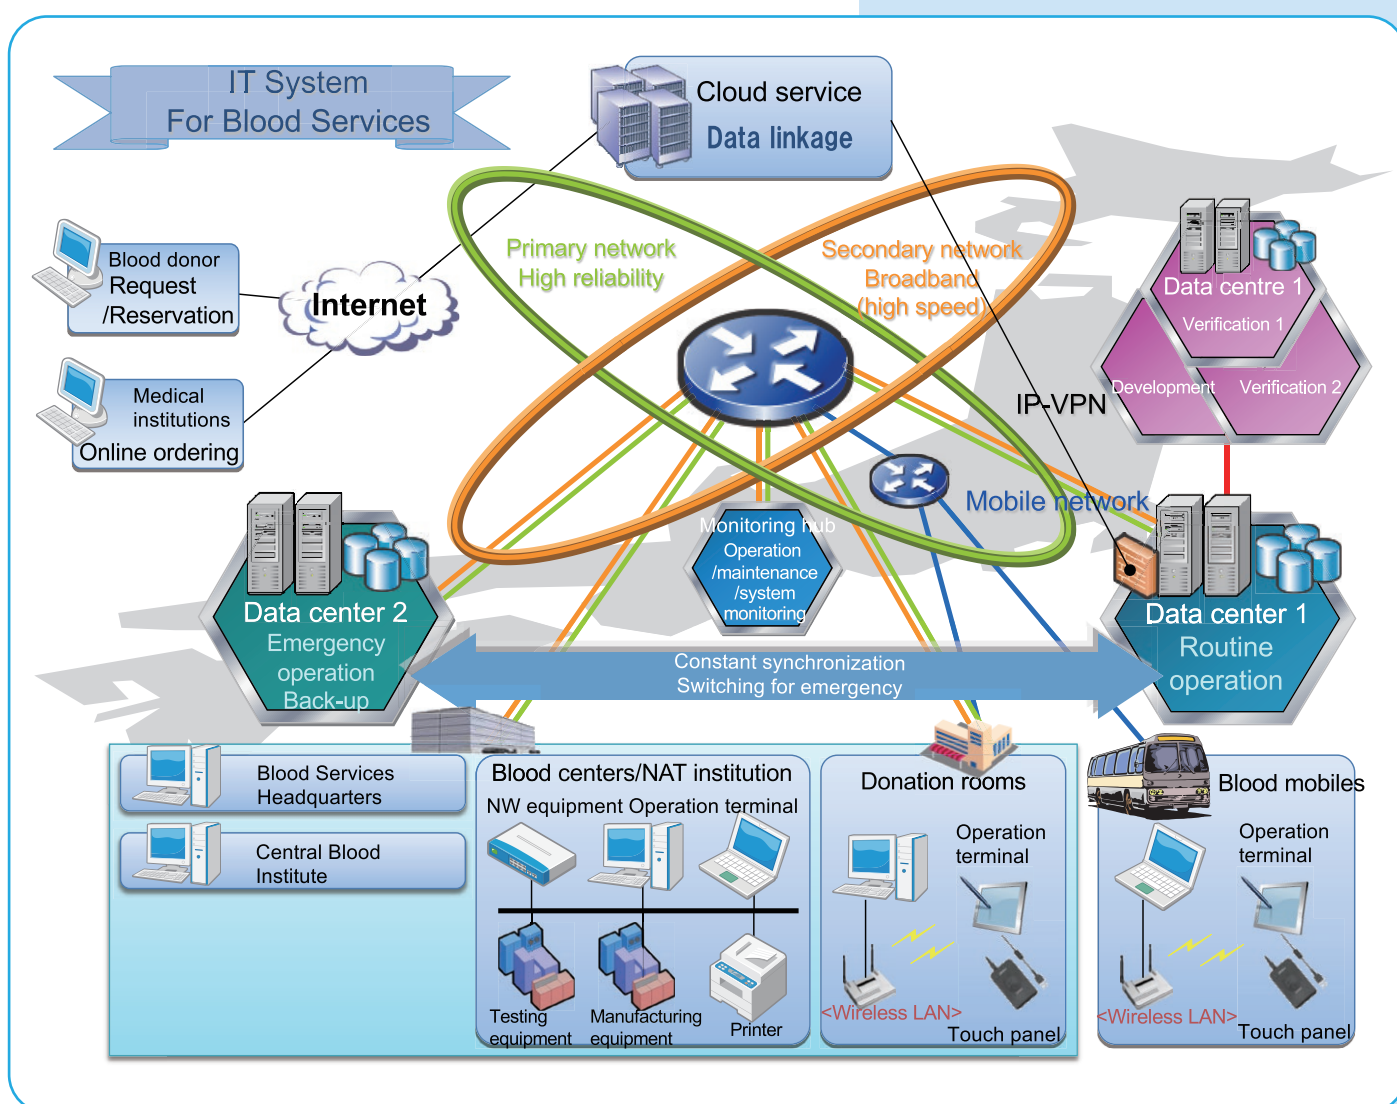 IT System
For Blood Services
Cloud service
Data linkage
Blood donor
Request
/Reservation
Internet
Medical
institutions
Online ordering
Primary network
High reliability
Secondary network
Broadband
(high speed)
Data centre 1
Verification 1
Development
Verification 2
IP-VPN
Mobile network
Monitoring hub
Operation
/maintenance
/system
monitoring
Data center 2
Emergency
operation
Back-up
Data center 1
Routine
operation
Constant synchronization
Switching for emergency
Blood Services
Headquarters
Central Blood
Institute
Blood centers/NAT institution
NW equipment Operation terminal
Testing
equipment
Manufacturing
equipment
Printer
Donation rooms
Operation
terminal
<Wireless LAN>
Touch panel
Blood mobiles
Operation
terminal
<Wireless LAN>
Touch panel